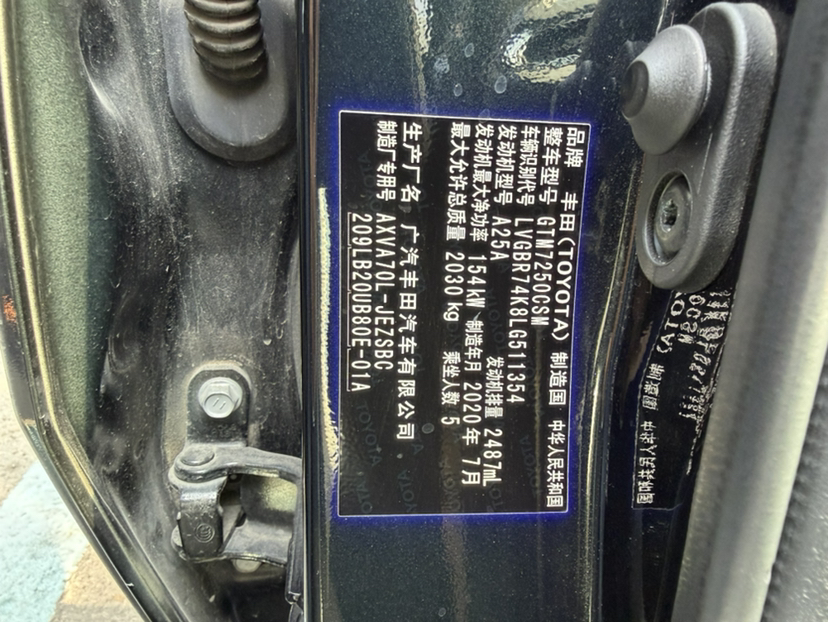 品牌 丰田(TOYOTA) 制造国 中华人民共和国
整车型号 GTM7250CSM
车辆识别代号 LVGBR74K8LG511354
发动机型号 A25A 发动机排量 2487mL
发动机最大净功率 154kW 制造年月 2020年7月
最大允许总质量 2030kg 乘坐人数 5
生产厂名 广汽丰田汽车有限公司
制造厂专用号 AXVA70L-JEZSBC
209LB20UB80E-01A